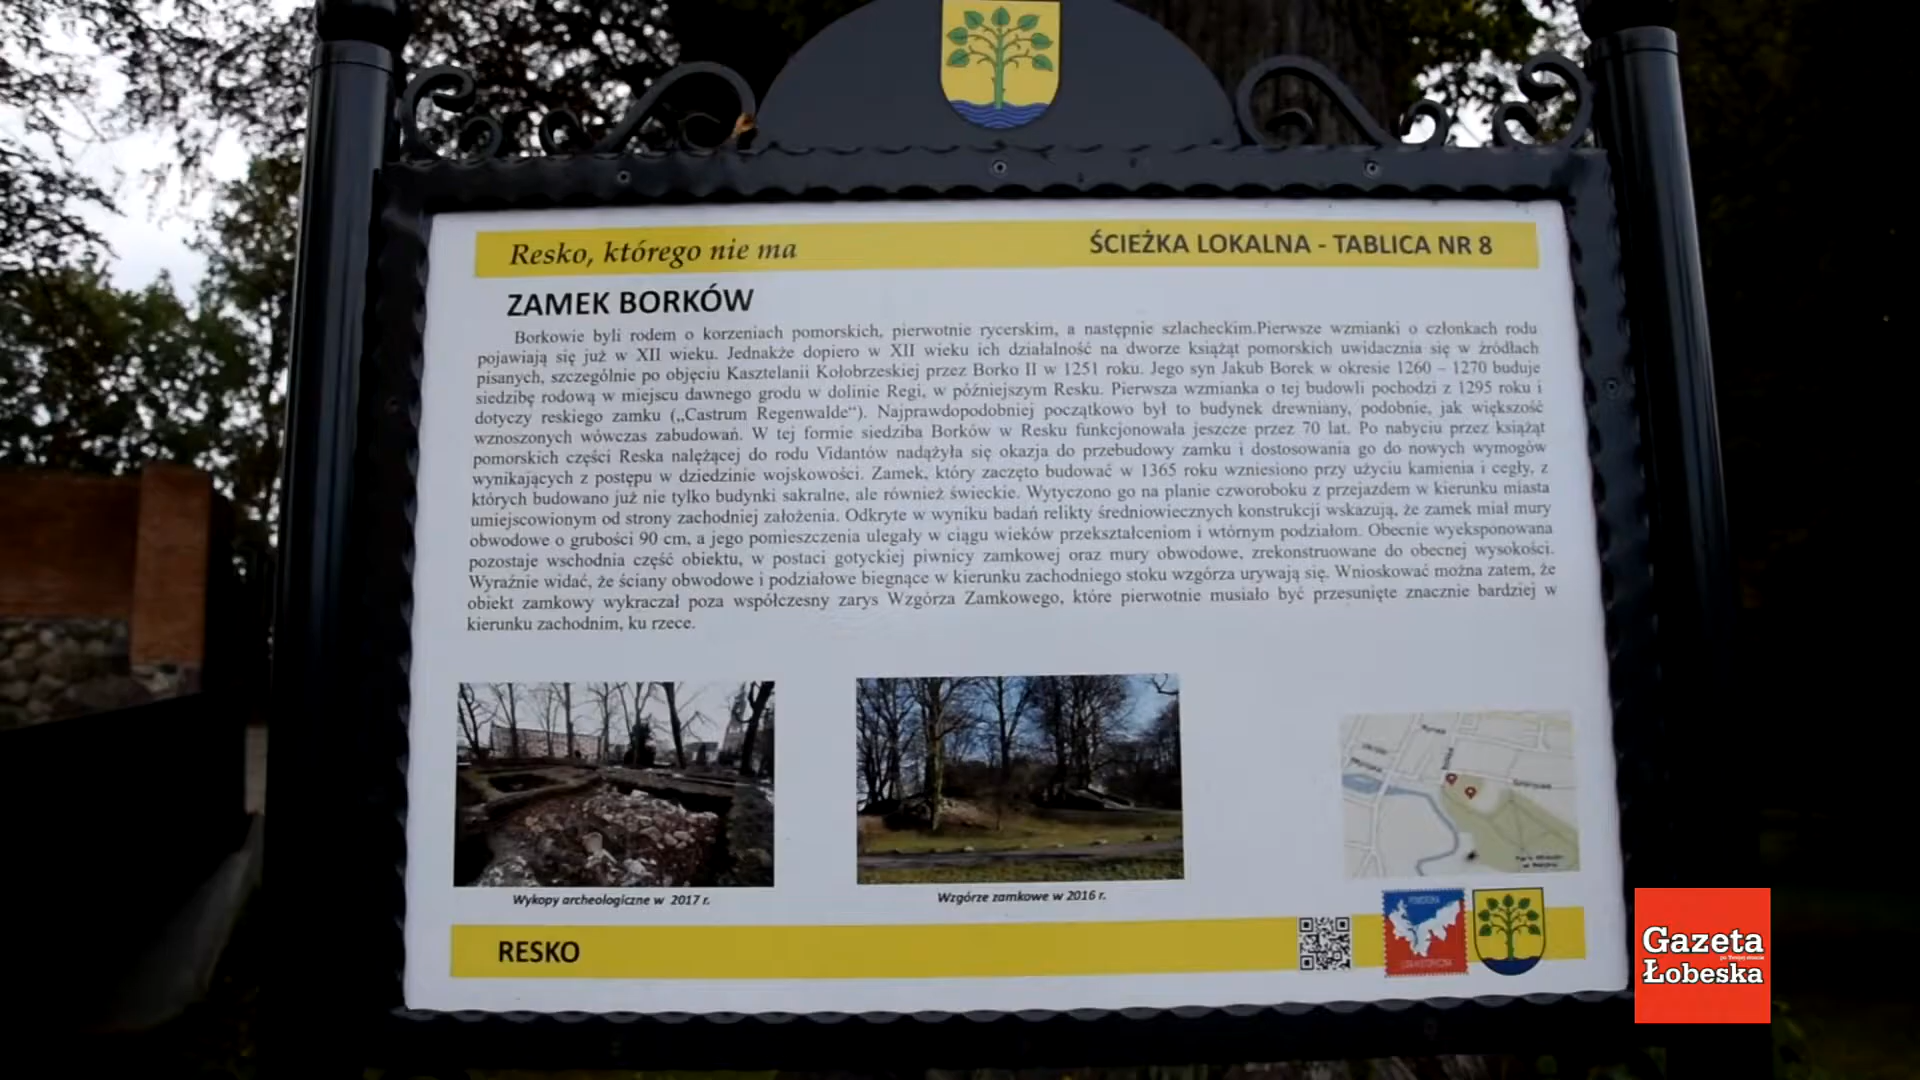 Resko, którego nie ma
ŚCIEŻKA LOKALNA - TABLICA NR 8
ZAMEK BORKÓW
Borkowie byli rodem o korzeniach pomorskich, pierwotnie rycerskim, a następnie szlacheckim.Pierwsze wzmianki o członkach rodu
pojawiają się już w XII wieku. Jednakże dopiero w XII wieku ich działalność na dworze książąt pomorskich uwidacznia się w źródłach
pisanych, szczególnie po objęciu Kasztelanii Kołobrzeskiej przez Borko II w 1251 roku. Jego syn Jakub Borek w okresie 1260 – 1270 buduje
siedzibę rodową w miejscu dawnego grodu w dolinie Regi, w późniejszym Resku. Pierwsza wzmianka o tej budowli pochodzi z 1295 roku i
dotyczy reskiego zamku („Castrum Regenwalde“). Najprawdopodobniej początkowo był to budynek drewniany, podobnie, jak większość
wznoszonych wówczas zabudowań. W tej formie siedziba Borków w Resku funkcjonowała jeszcze przez 70 lat. Po nabyciu przez książąt
pomorskich części Reska nalężącej do rodu Vidantów nadążyła się okazja do przebudowy zamku i dostosowania go do nowych wymogów
wynikających z postępu w dziedzinie wojskowości. Zamek, który zaczęto budować w 1365 roku wzniesiono przy użyciu kamienia i cegły, z
których budowano już nie tylko budynki sakralne, ale również świeckie. Wytyczono go na planie czworoboku z przejazdem w kierunku miasta
umiejscowionym od strony zachodniej założenia. Odkryte w wyniku badań relikty średniowiecznych konstrukcji wskazują, że zamek miał mury
obwodowe o grubości 90 cm, a jego pomieszczenia ulegały w ciągu wieków przekształceniom i wtórnym podziałom. Obecnie wyeksponowana
pozostaje wschodnia część obiektu, w postaci gotyckiej piwnicy zamkowej oraz mury obwodowe, zrekonstruowane do obecnej wysokości.
Wyraźnie widać, że ściany obwodowe i podziałowe biegnące w kierunku zachodniego stoku wzgórza urywają się. Wnioskować można zatem, że
obiekt zamkowy wykraczał poza współczesny zarys Wzgórza Zamkowego, które pierwotnie musiało być przesunięte znacznie bardziej w
kierunku zachodnim, ku rzece.
Wykopy archeologiczne w 2017 r.
Wzgórze zamkowe w 2016 r.
RESKO
Gazeta
Łobeska